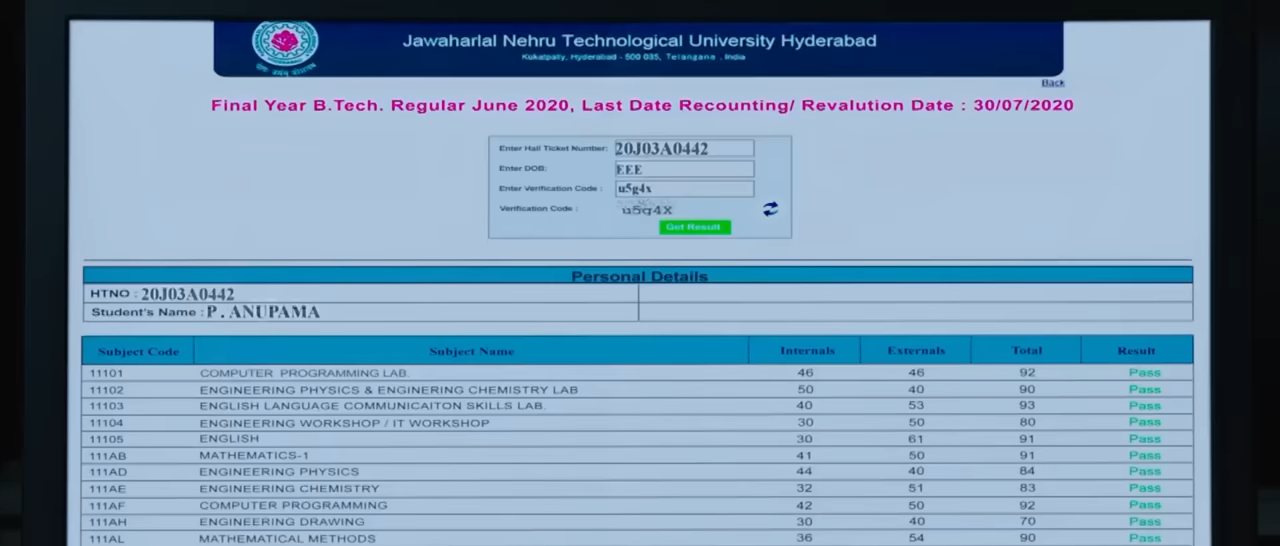 Jawaharlal Nehru Technological University Hyderabad
Kukatpally, Hyderabad - 500 035, Telangana . India
Back
Final Year B.Tech. Regular June 2020, Last Date Recounting/ Revalution Date : 30/07/2020
Enter Hall Ticket Number: 20J03A0442
Enter DOB: EEE
Enter Verification Code : u5g4x
Verification Code : u5g4X
Get Result
Personal Details
HTNO : 20J03A0442
Student's Name : P . ANUPAMA
Subject Code Subject Name Internals Externals Total Result
11101 COMPUTER PROGRAMMING LAB. 46 46 92 Pass
11102 ENGINEERING PHYSICS & ENGINERING CHEMISTRY LAB 50 40 90 Pass
11103 ENGLISH LANGUAGE COMMUNICAITON SKILLS LAB. 40 53 93 Pass
11104 ENGINEERING WORKSHOP / IT WORKSHOP 30 50 80 Pass
11105 ENGLISH 30 61 91 Pass
111AB MATHEMATICS-1 41 50 91 Pass
111AD ENGINEERING PHYSICS 44 40 84 Pass
111AE ENGINEERING CHEMISTRY 32 51 83 Pass
111AF COMPUTER PROGRAMMING 42 50 92 Pass
111AH ENGINEERING DRAWING 30 40 70 Pass
111AL MATHEMATICAL METHODS 36 54 90 Pass